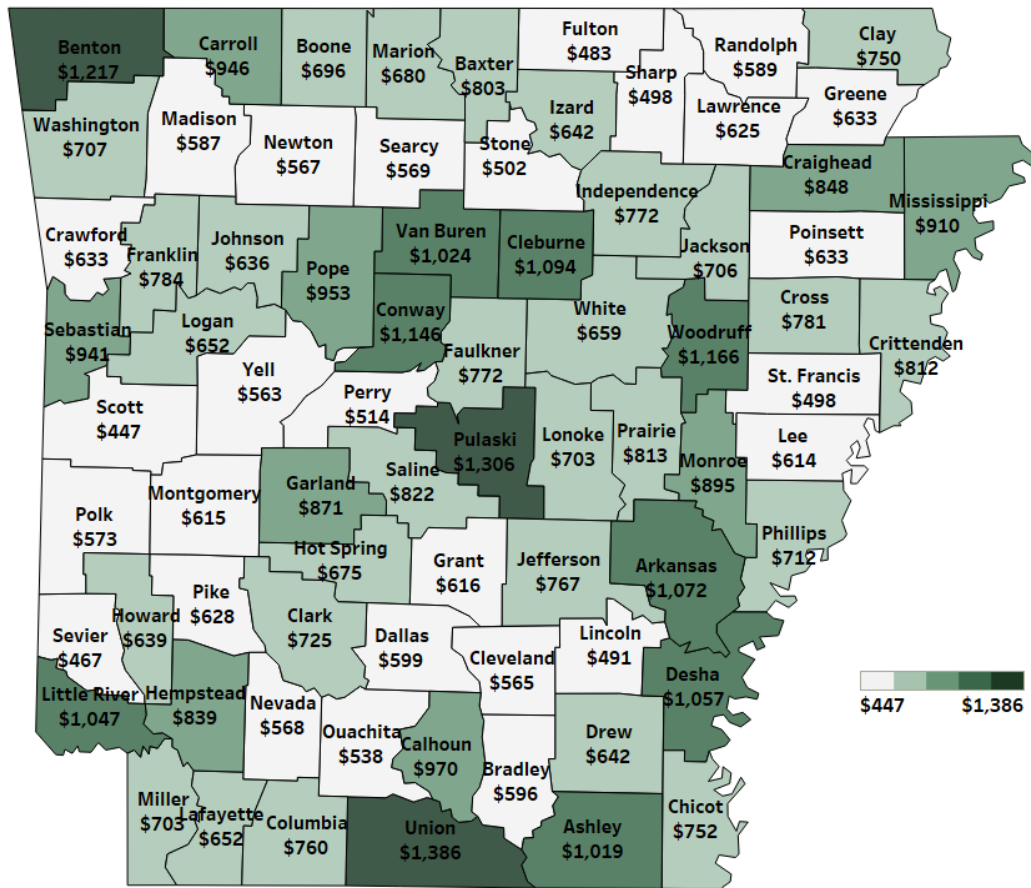 Benton
$1,217
Carroll
$946
Boone
$696
Marion
$680
Baxter
$803
Fulton
$483
Sharp
$498
Randolph
$589
Clay
$750
Washington
$707
Madison
$587
Newton
$567
Searcy
$569
Stone
$502
Izard
$642
Lawrence
$625
Greene
$633
Independence
$772
Craighead
$848
Mississippi
$910
Crawford
$633
Franklin
$784
Johnson
$636
Pope
$953
Van Buren
$1,024
Cleburne
$1,094
Jackson
$706
Poinsett
$633
Sebastian
$941
Logan
$652
Conway
$1,146
Faulkner
$772
White
$659
Woodruff
$1,166
Cross
$781
Crittenden
$812
Scott
$447
Yell
$563
Perry
$514
Pulaski
$1,306
Lonoke
$703
Prairie
$813
St. Francis
$498
Monroe
$895
Lee
$614
Polk
$573
Montgomery
$615
Garland
$871
Saline
$822
Phillips
$712
Hot Spring
$675
Grant
$616
Jefferson
$767
Arkansas
$1,072
Sevier
$467
Howard
$639
Pike
$628
Clark
$725
Dallas
$599
Cleveland
$565
Lincoln
$491
Desha
$1,057
Little River
$1,047
Hempstead
$839
Nevada
$568
Ouachita
$538
Calhoun
$970
Bradley
$596
Drew
$642
$447
$1,386
Miller
$703
Lafayette
$652
Columbia
$760
Union
$1,386
Ashley
$1,019
Chicot
$752